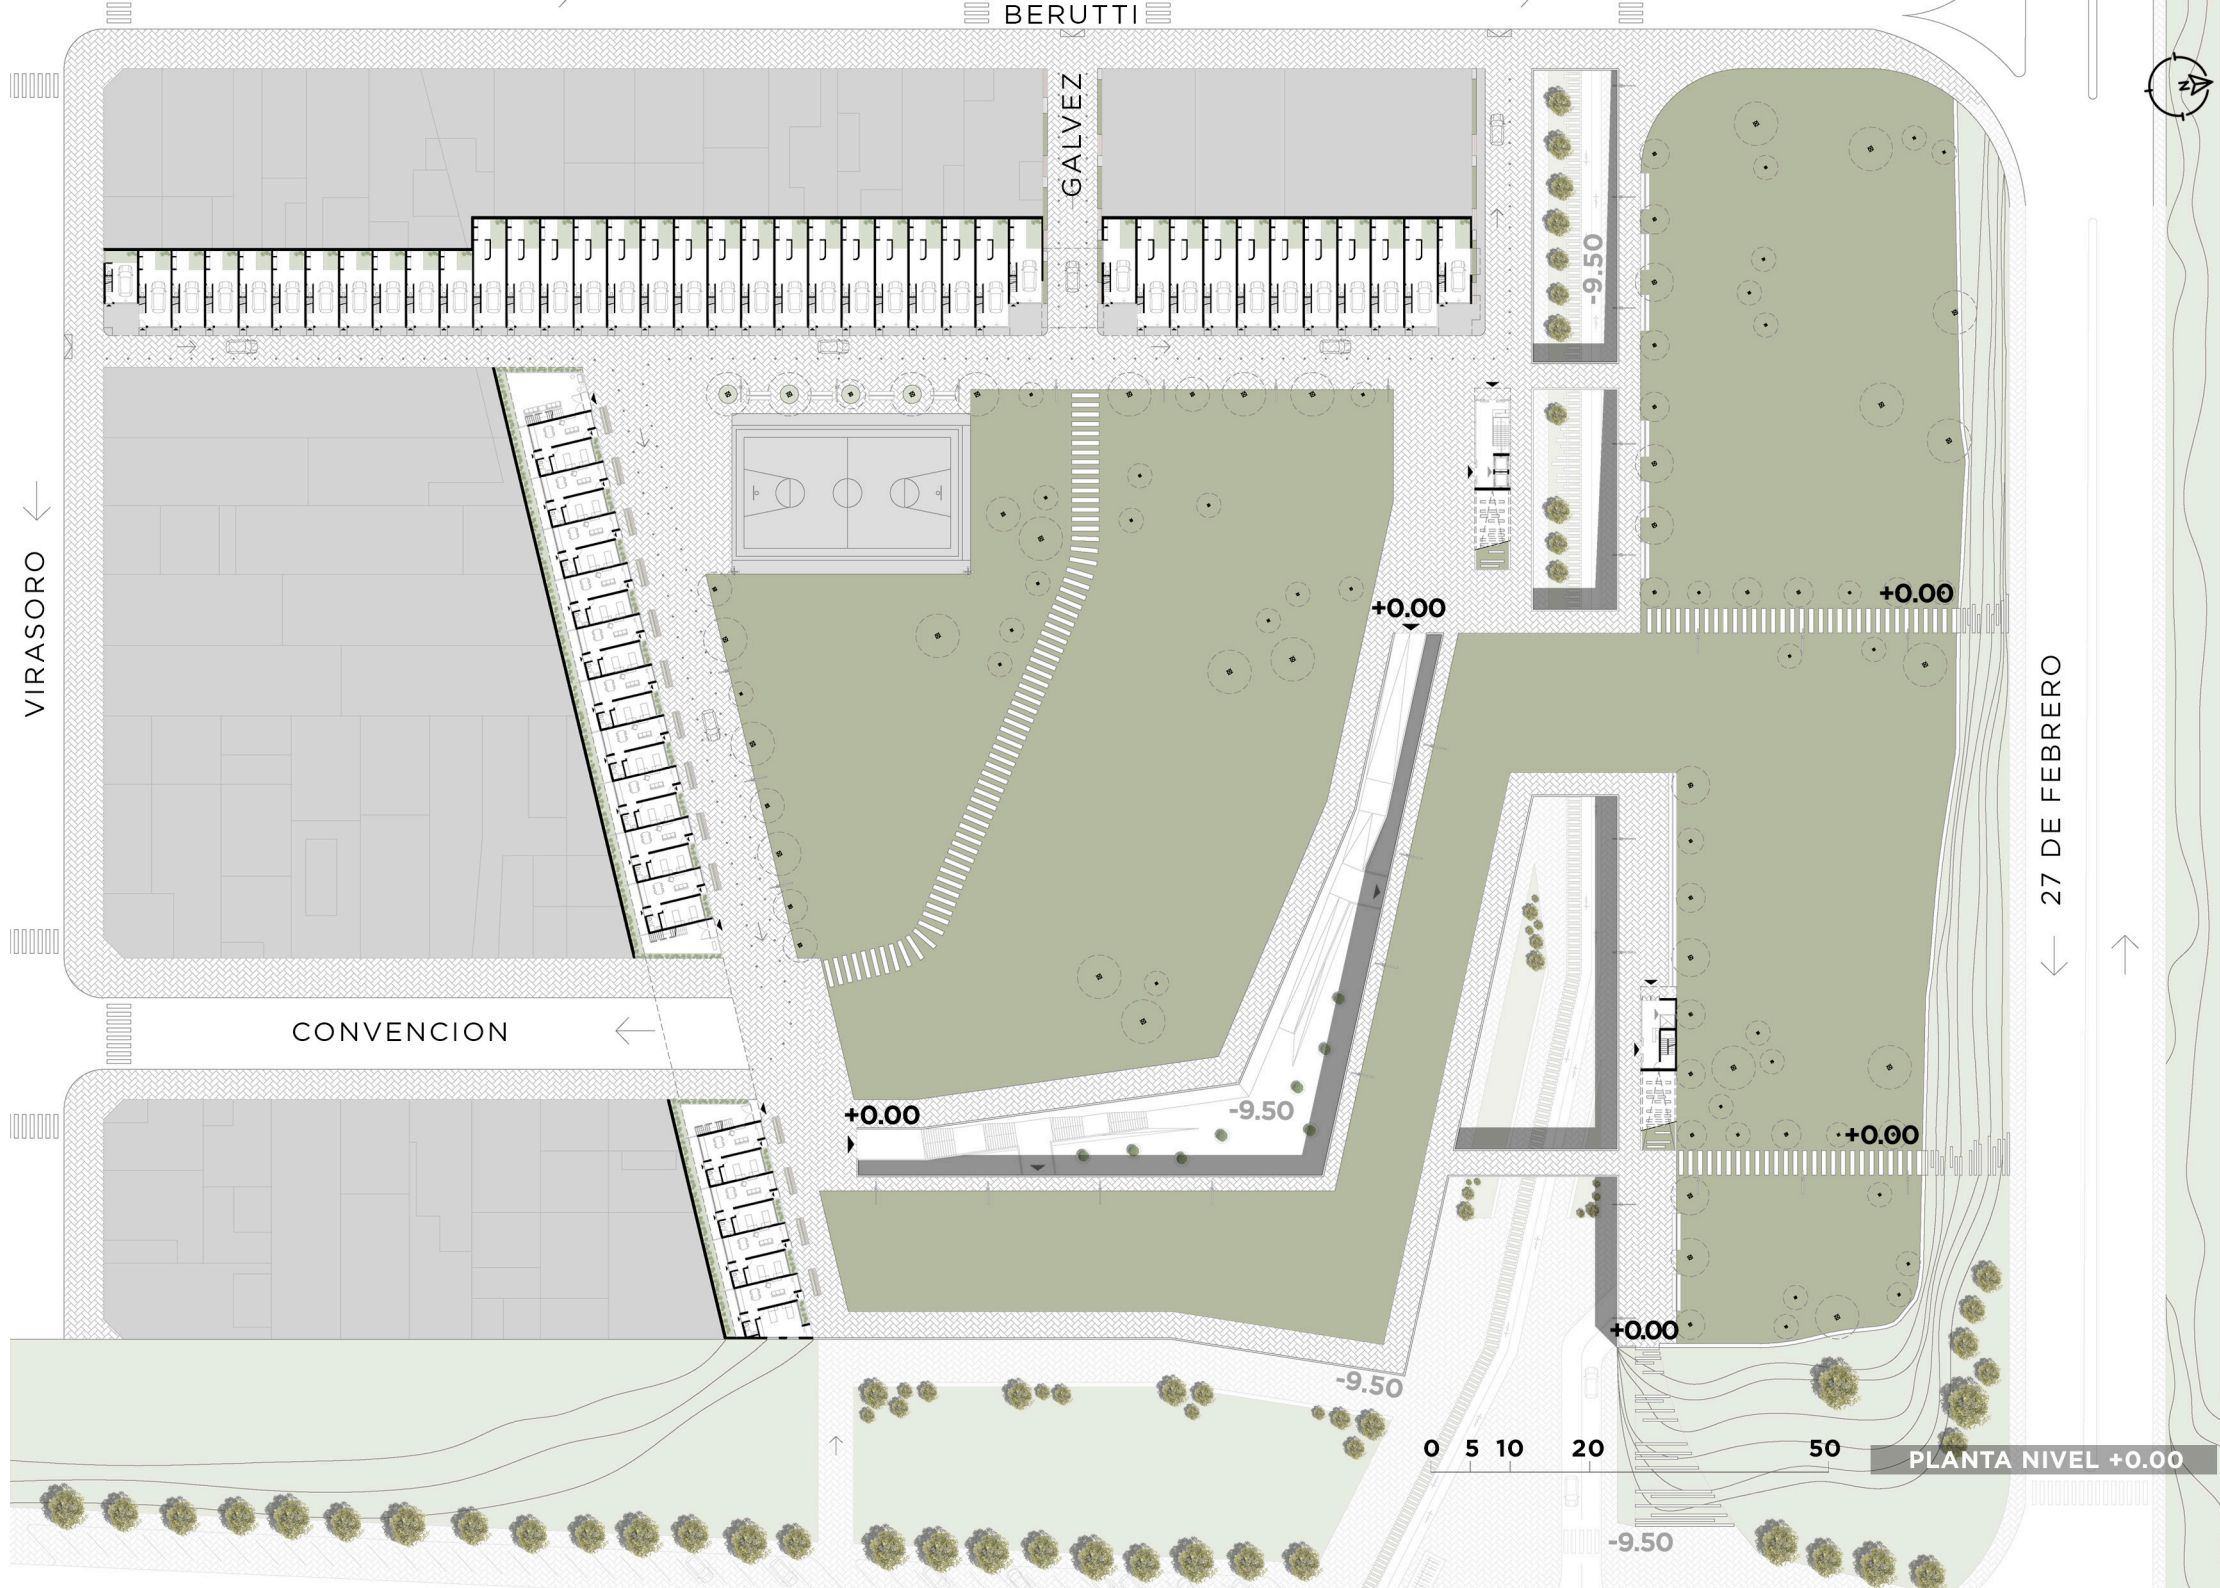 BERUTTI
N
GALVEZ
-9.50
VIRASORO
+0.00
+0.00
27 DE FEBRERO
CONVENCION
+0.00
-9.50
+0.00
+0.00
-9.50
0 5 10 20 50
PLANTA NIVEL +0.00
-9.50